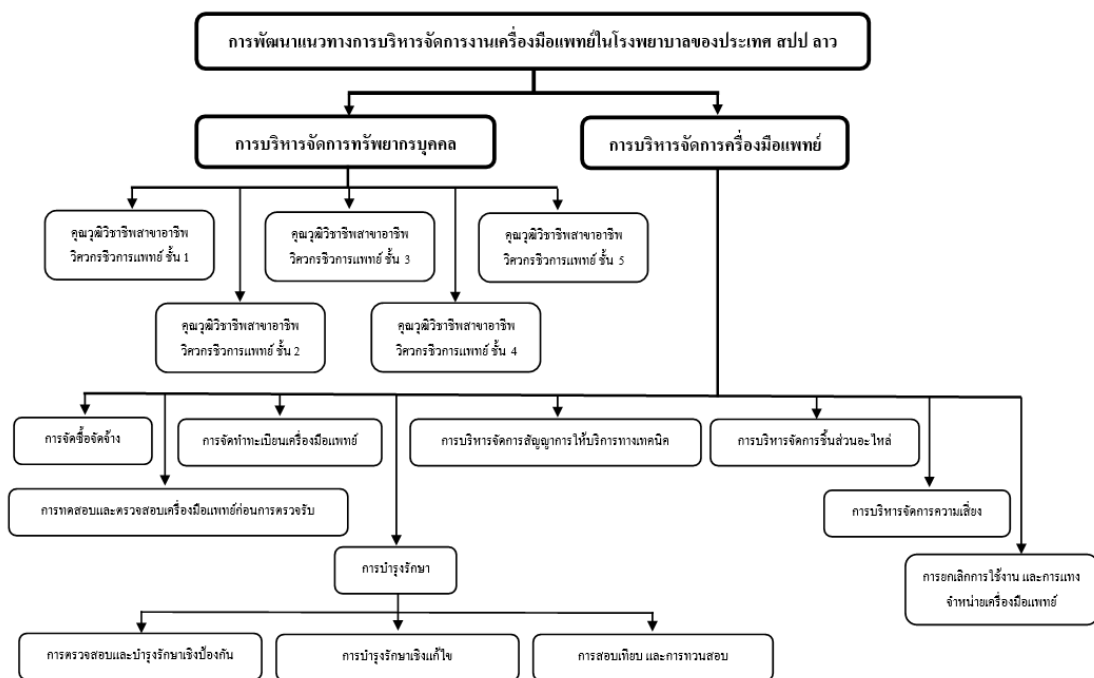 การพัฒนาแนวทางการบริหารจัดการงานเครื่องมือแพทย์ในโรงพยาบาลของประเทศ สปป ลาว
การบริหารจัดการทรัพยากรบุคคล
การบริหารจัดการครื่องมือแพทย์
คุณวุฒิวิชาชีพสาขาอาชีพ
วิศวกรชีวการแพทย์ ชั้น 1
คุณวุฒิวิชาชีพสาขาอาชีพ
วิศวกรชีวการแพทย์ ชั้น 3
คุณวุฒิวิชาชีพสาขาอาชีพ
วิศวกรชีวการแพทย์ ชั้น 5
คุณวุฒิวิชาชีพสาขาอาชีพ
วิศวกรชีวการแพทย์ ชั้น 2
คุณวุฒิวิชาชีพสาขาอาชีพ
วิศวกรชีวการแพทย์ ชั้น 4
การจัดซื้อจัดจ้าง
การจัดทำทะเบียนเครื่องมือแพทย์
การบริหารจัดการสัญญาการให้บริการทางเทคนิค
การบริหารจัดการชิ้นส่วนอะไหล่
การทดสอบและตรวจสอบเครื่องมือแพทย์ก่อนการตรวจรับ
การบริหารจัดการความเสี่ยง
การบำรุงรักษา
การยกเลิกการใช้งาน และการแทง
จำหน่ายเครื่องมือแพทย์
การตรวจสอบและบำรุงรักษาเชิงป้องกัน
การบำรุงรักษาเชิงแก้ไข
การสอบเทียบ และการทวนสอบ